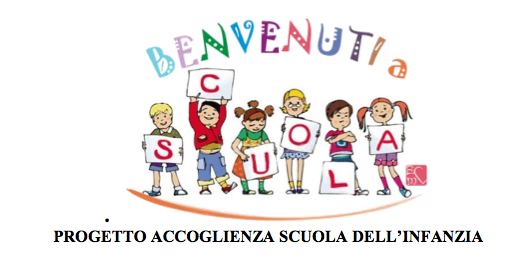 BENVENUTI a
SCUOLA
PROGETTO ACCOGLIENZA SCUOLA DELL'INFANZIA